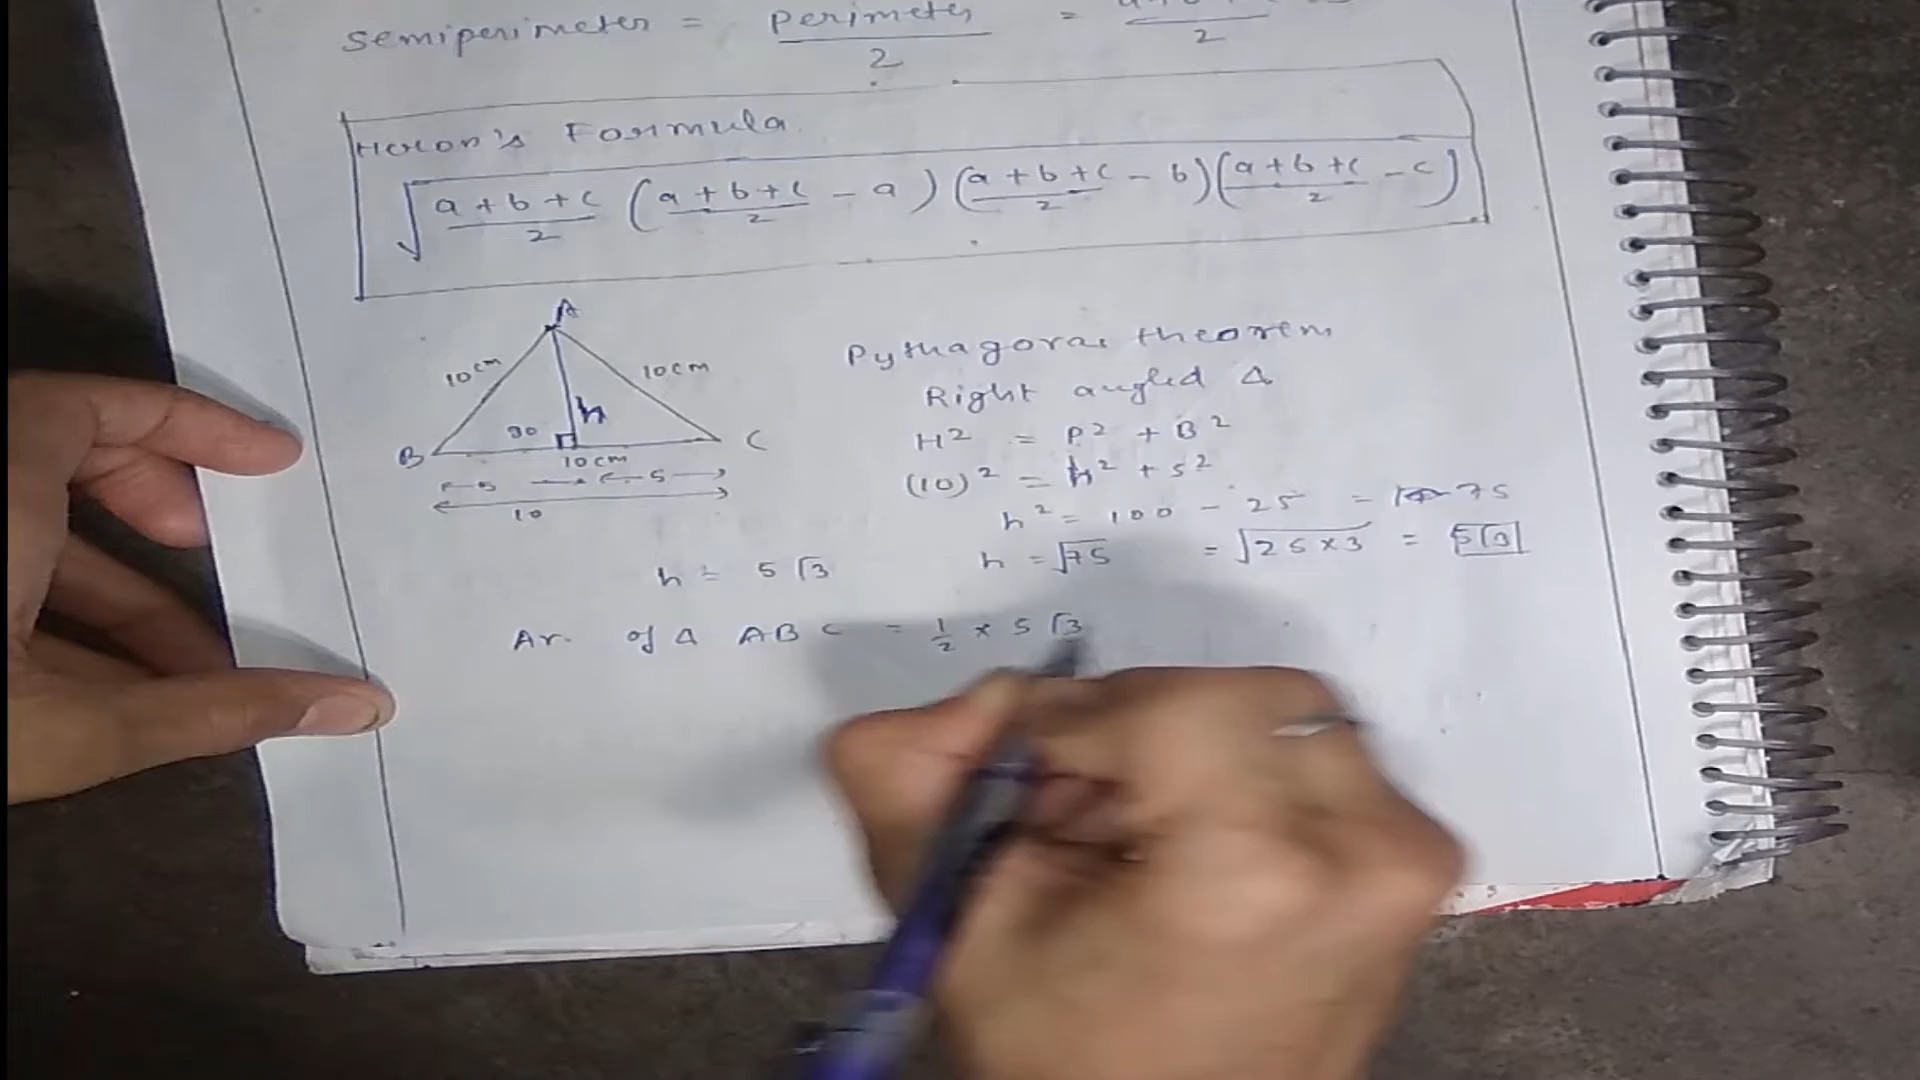 semiperimeter = perimeter / 2 = / 2
Heron's Formula
√ a+b+c/2 (a+b+c/2 - a) (a+b+c/2 - b) (a+b+c/2 - c)
A
10cm
10cm
h
90
B
C
10cm
5
5
10
Pythagoras theorem
Right angled Δ
H² = P² + B²
(10)² = h² + 5²
h² = 100 - 25 = 75
h = √75 = √25×3 = 5√3
h = 5√3
Ar. of Δ ABC = 1/2 × 5√3